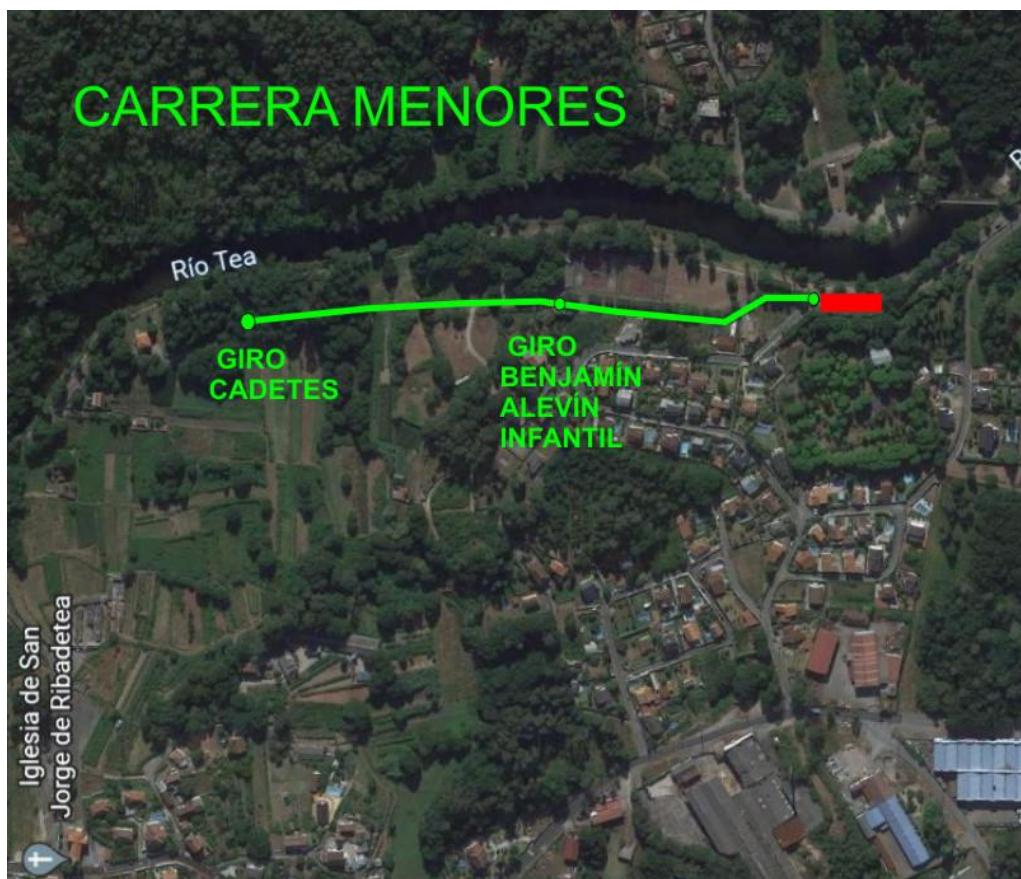 CARRERA MENORES
Río Tea
GIRO
CADETES
GIRO
BENJAMÍN
ALEVÍN
INFANTIL
Iglesia de San
Jorge de Ribadetea